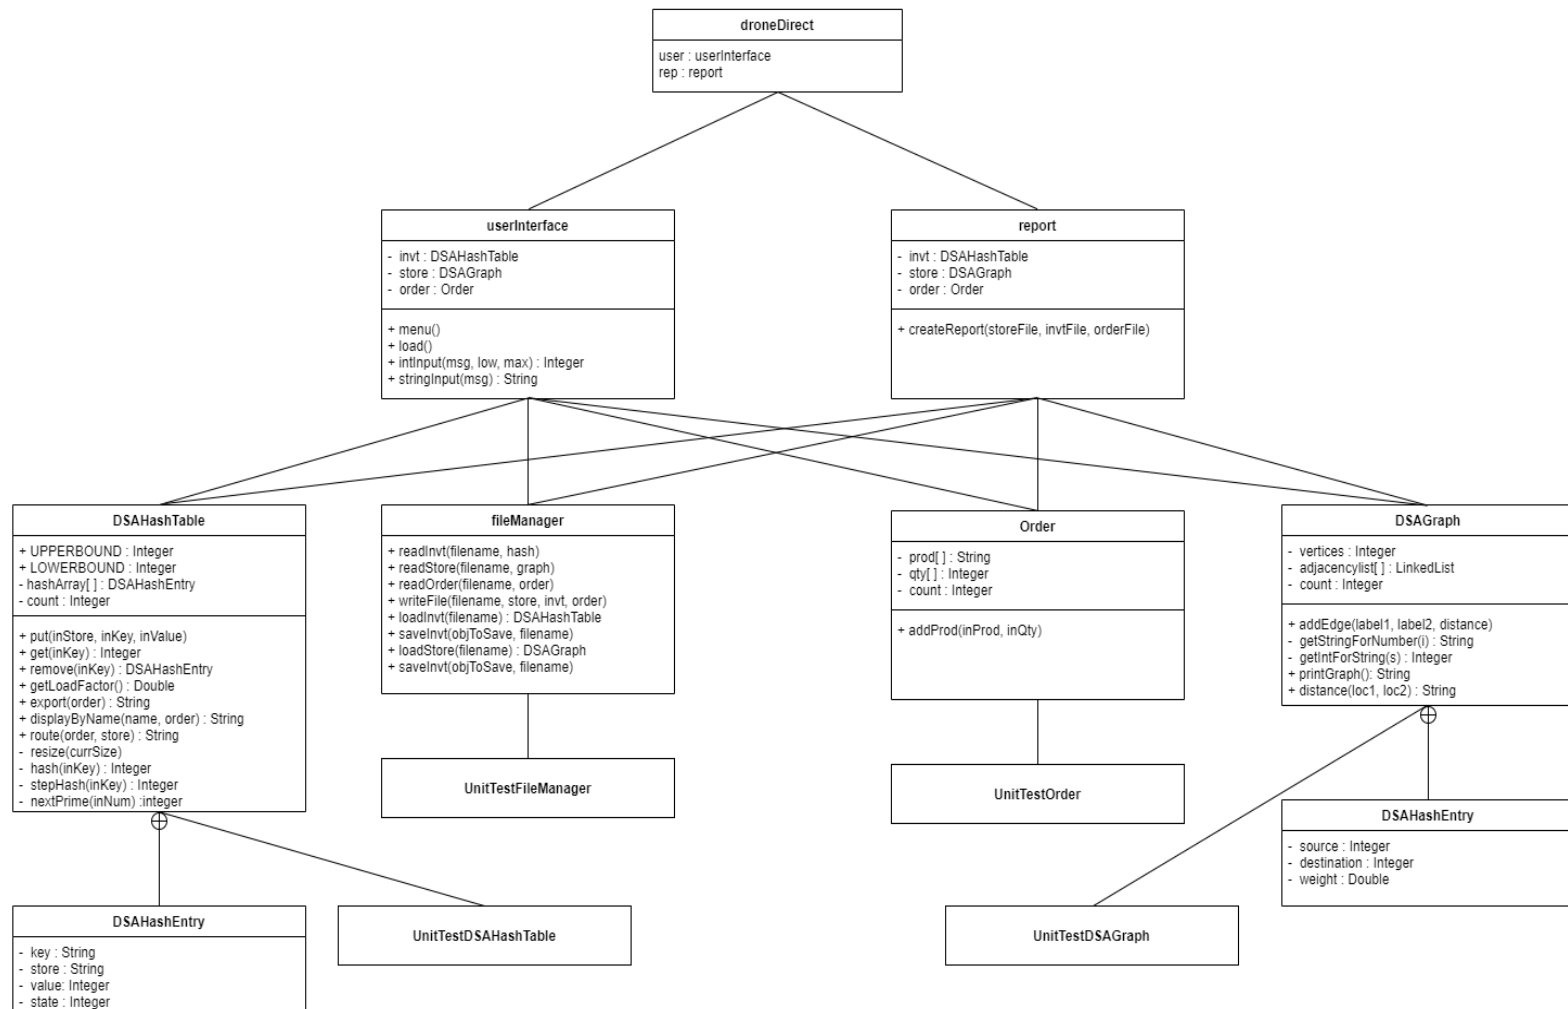 droneDirect
user : userInterface
rep : report
userInterface
- invt : DSAHashTable
- store : DSAGraph
- order : Order
+ menu()
+ load()
+ intInput(msg, low, max) : Integer
+ stringInput(msg) : String
report
- invt : DSAHashTable
- store : DSAGraph
- order : Order
+ createReport(storeFile, invtFile, orderFile)
DSAHashTable
+ UPPERBOUND : Integer
+ LOWERBOUND : Integer
- hashArray[ ] : DSAHashEntry
- count : Integer
+ put(inStore, inKey, inValue)
+ get(inKey) : Integer
+ remove(inKey) : DSAHashEntry
+ getLoadFactor() : Double
+ export(order) : String
+ displayByName(name, order) : String
+ route(order, store) : String
- resize(currSize)
- hash(inKey) : Integer
- stepHash(inKey) : Integer
- nextPrime(inNum) :integer
fileManager
+ readInvt(filename, hash)
+ readStore(filename, graph)
+ readOrder(filename, order)
+ writeFile(filename, store, invt, order)
+ loadInvt(filename) : DSAHashTable
+ saveInvt(objToSave, filename)
+ loadStore(filename) : DSAGraph
+ saveInvt(objToSave, filename)
Order
- prod[ ] : String
- qty[ ] : Integer
- count : Integer
+ addProd(inProd, inQty)
DSAGraph
- vertices : Integer
- adjacencylist[ ] : LinkedList
- count : Integer
+ addEdge(label1, label2, distance)
- getStringForNumber(i) : String
- getIntForString(s) : Integer
+ printGraph(): String
+ distance(loc1, loc2) : String
UnitTestFileManager
UnitTestOrder
DSAHashEntry
- source : Integer
- destination : Integer
- weight : Double
DSAHashEntry
- key : String
- store : String
- value: Integer
- state : Integer
UnitTestDSAHashTable
UnitTestDSAGraph